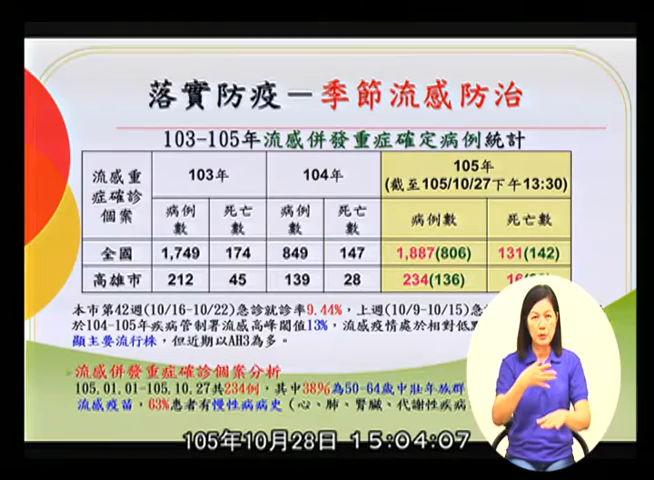 落實防疫－季節流感防治
103-105年流感併發重症確定病例統計
流感重症確診個案 103年 104年 105年
(截至105/10/27下午13:30)
病例數 死亡數 病例數 死亡數 病例數 死亡數
全國 1,749 174 849 147 1,887(806) 131(142)
高雄市 212 45 139 28 234(136) 16
本市第42週(10/16-10/22)急診就診率9.44%，上週(10/9-10/15)急
於104-105年疾病管制署流感高峰閾值13%，流感疫情處於相對低
顯主要流行株，但近期以AH3為多。
流感併發重症確診個案分析
105.01.01-105.10.27共234例，其中38%為50-64歲中壯年族群
流感疫苗，63%患者有慢性病病史（心、肺、腎臟、代謝性疾病
105年10月28日 15:04:07